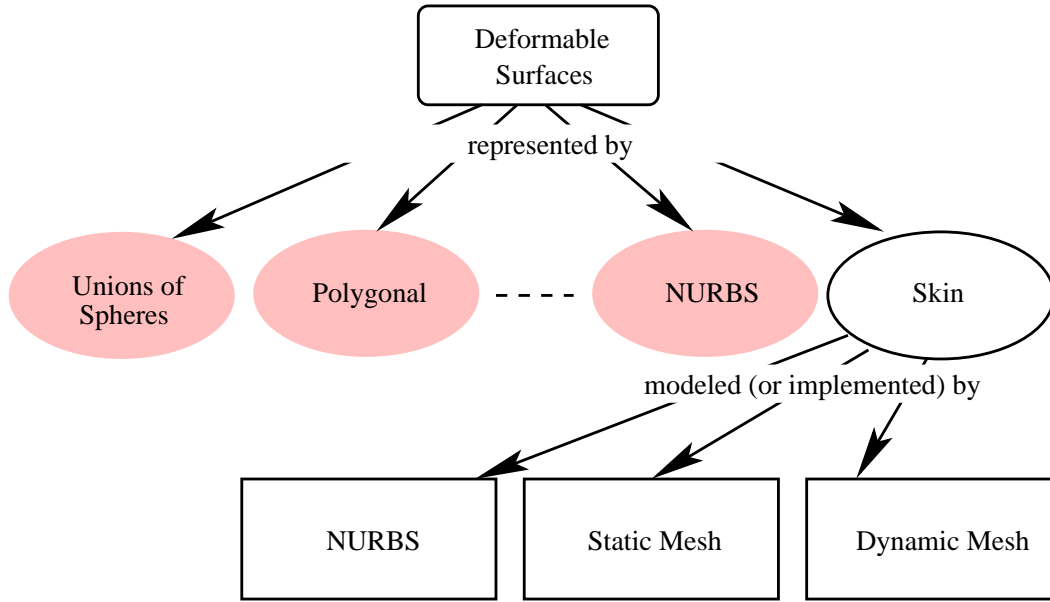 Deformable
Surfaces
represented by
Unions of
Spheres
Polygonal
NURBS
Skin
modeled (or implemented) by
NURBS
Static Mesh
Dynamic Mesh